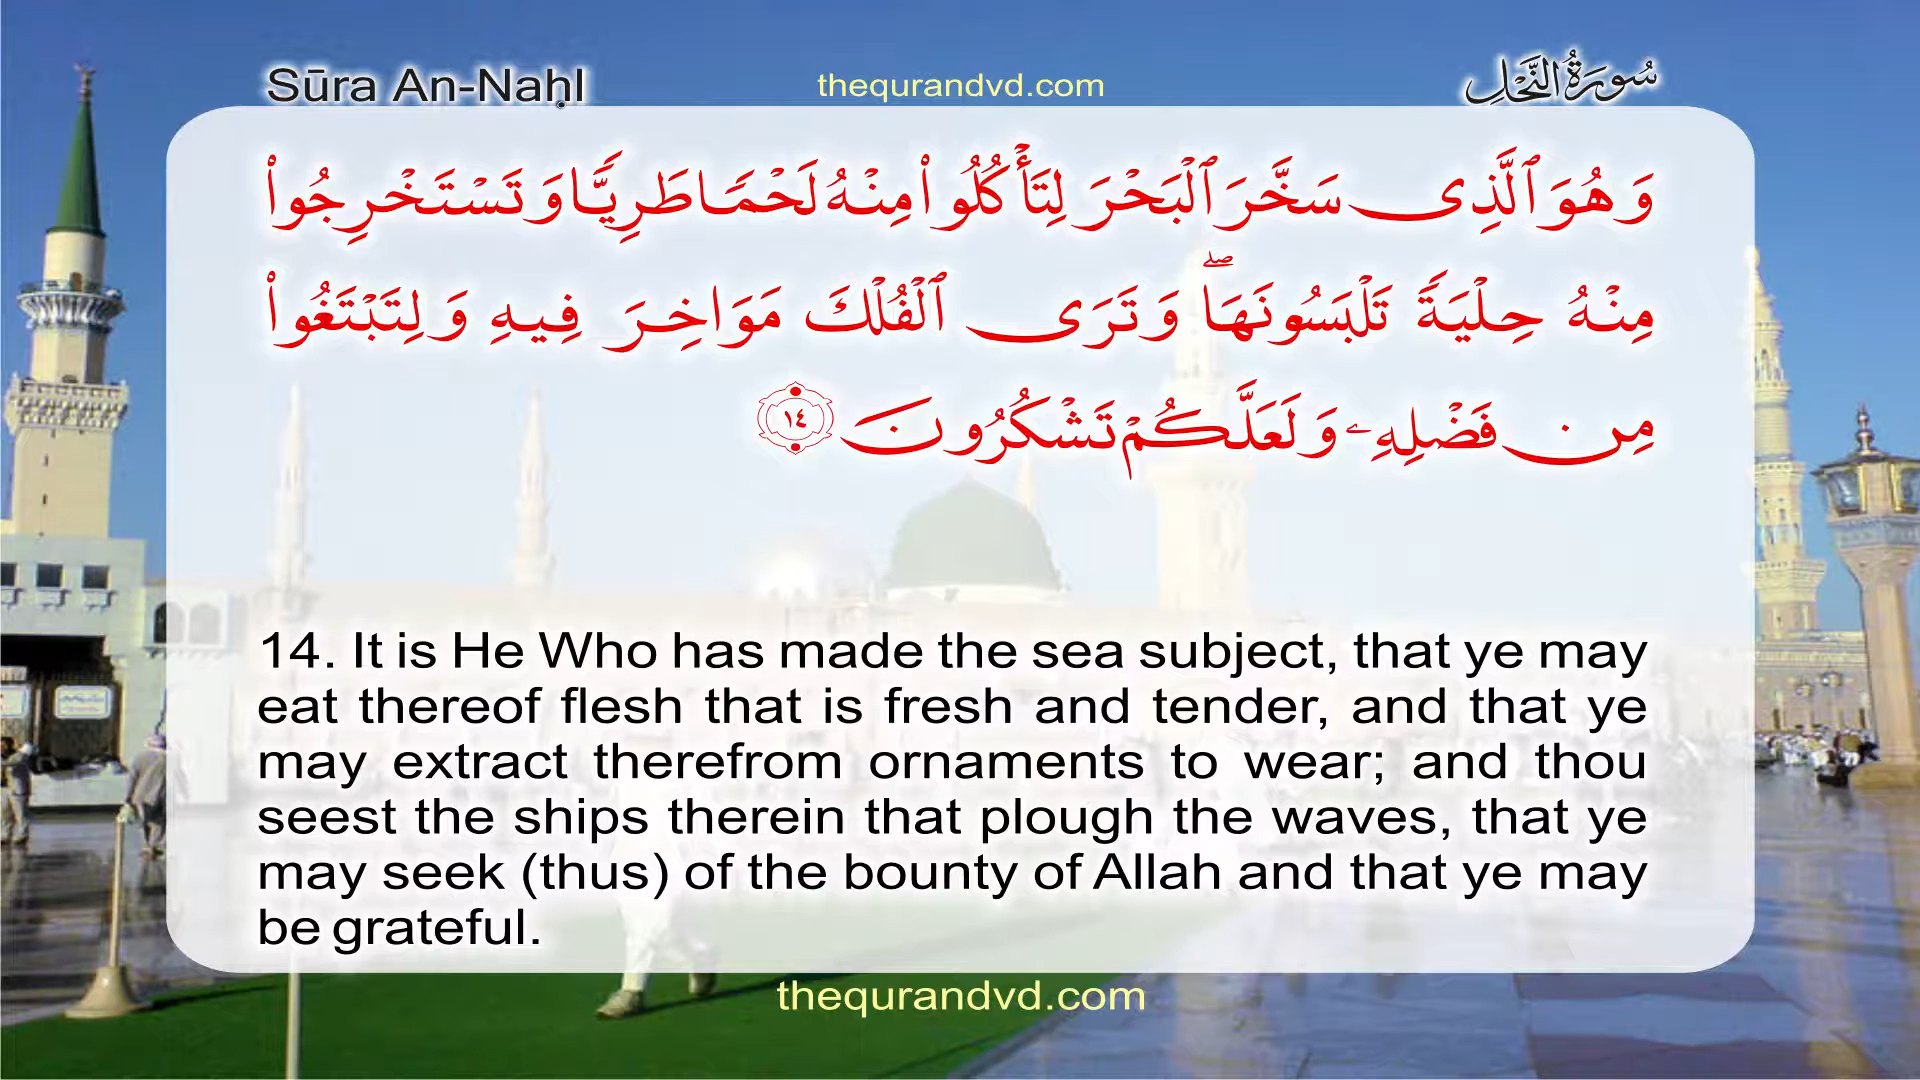 Sūra An-Naḥl
thequrandvd.com
سُورَةُ النَّحْلِ
وَهُوَ ٱلَّذِى سَخَّرَ ٱلْبَحْرَ لِتَأْكُلُوا۟ مِنْهُ لَحْمًا طَرِيًّا وَتَسْتَخْرِجُوا۟
مِنْهُ حِلْيَةً تَلْبَسُونَهَا ۖ وَتَرَى ٱلْفُلْكَ مَوَاخِرَ فِيهِ وَلِتَبْتَغُوا۟
مِن فَضْلِهِۦ وَلَعَلَّكُمْ تَشْكُرُونَ ١٤
14. It is He Who has made the sea subject, that ye may
eat thereof flesh that is fresh and tender, and that ye
may extract therefrom ornaments to wear; and thou
seest the ships therein that plough the waves, that ye
may seek (thus) of the bounty of Allah and that ye may
be grateful.
thequrandvd.com